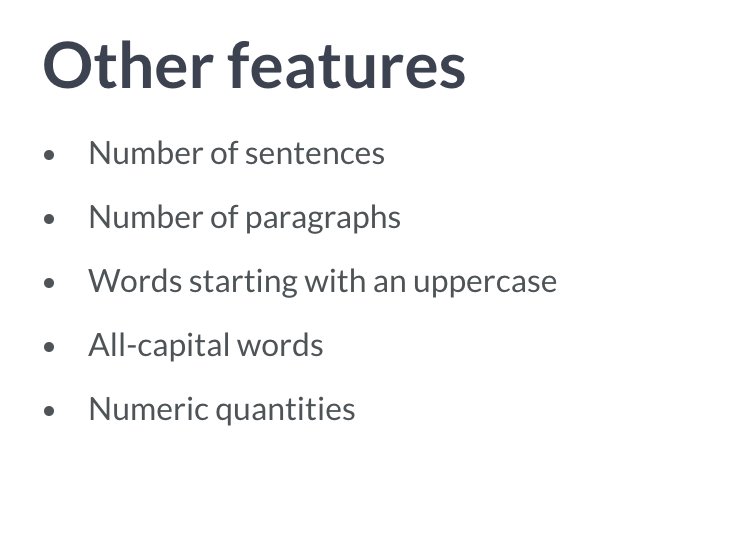 Other features
• Number of sentences
• Number of paragraphs
• Words starting with an uppercase
• All-capital words
• Numeric quantities